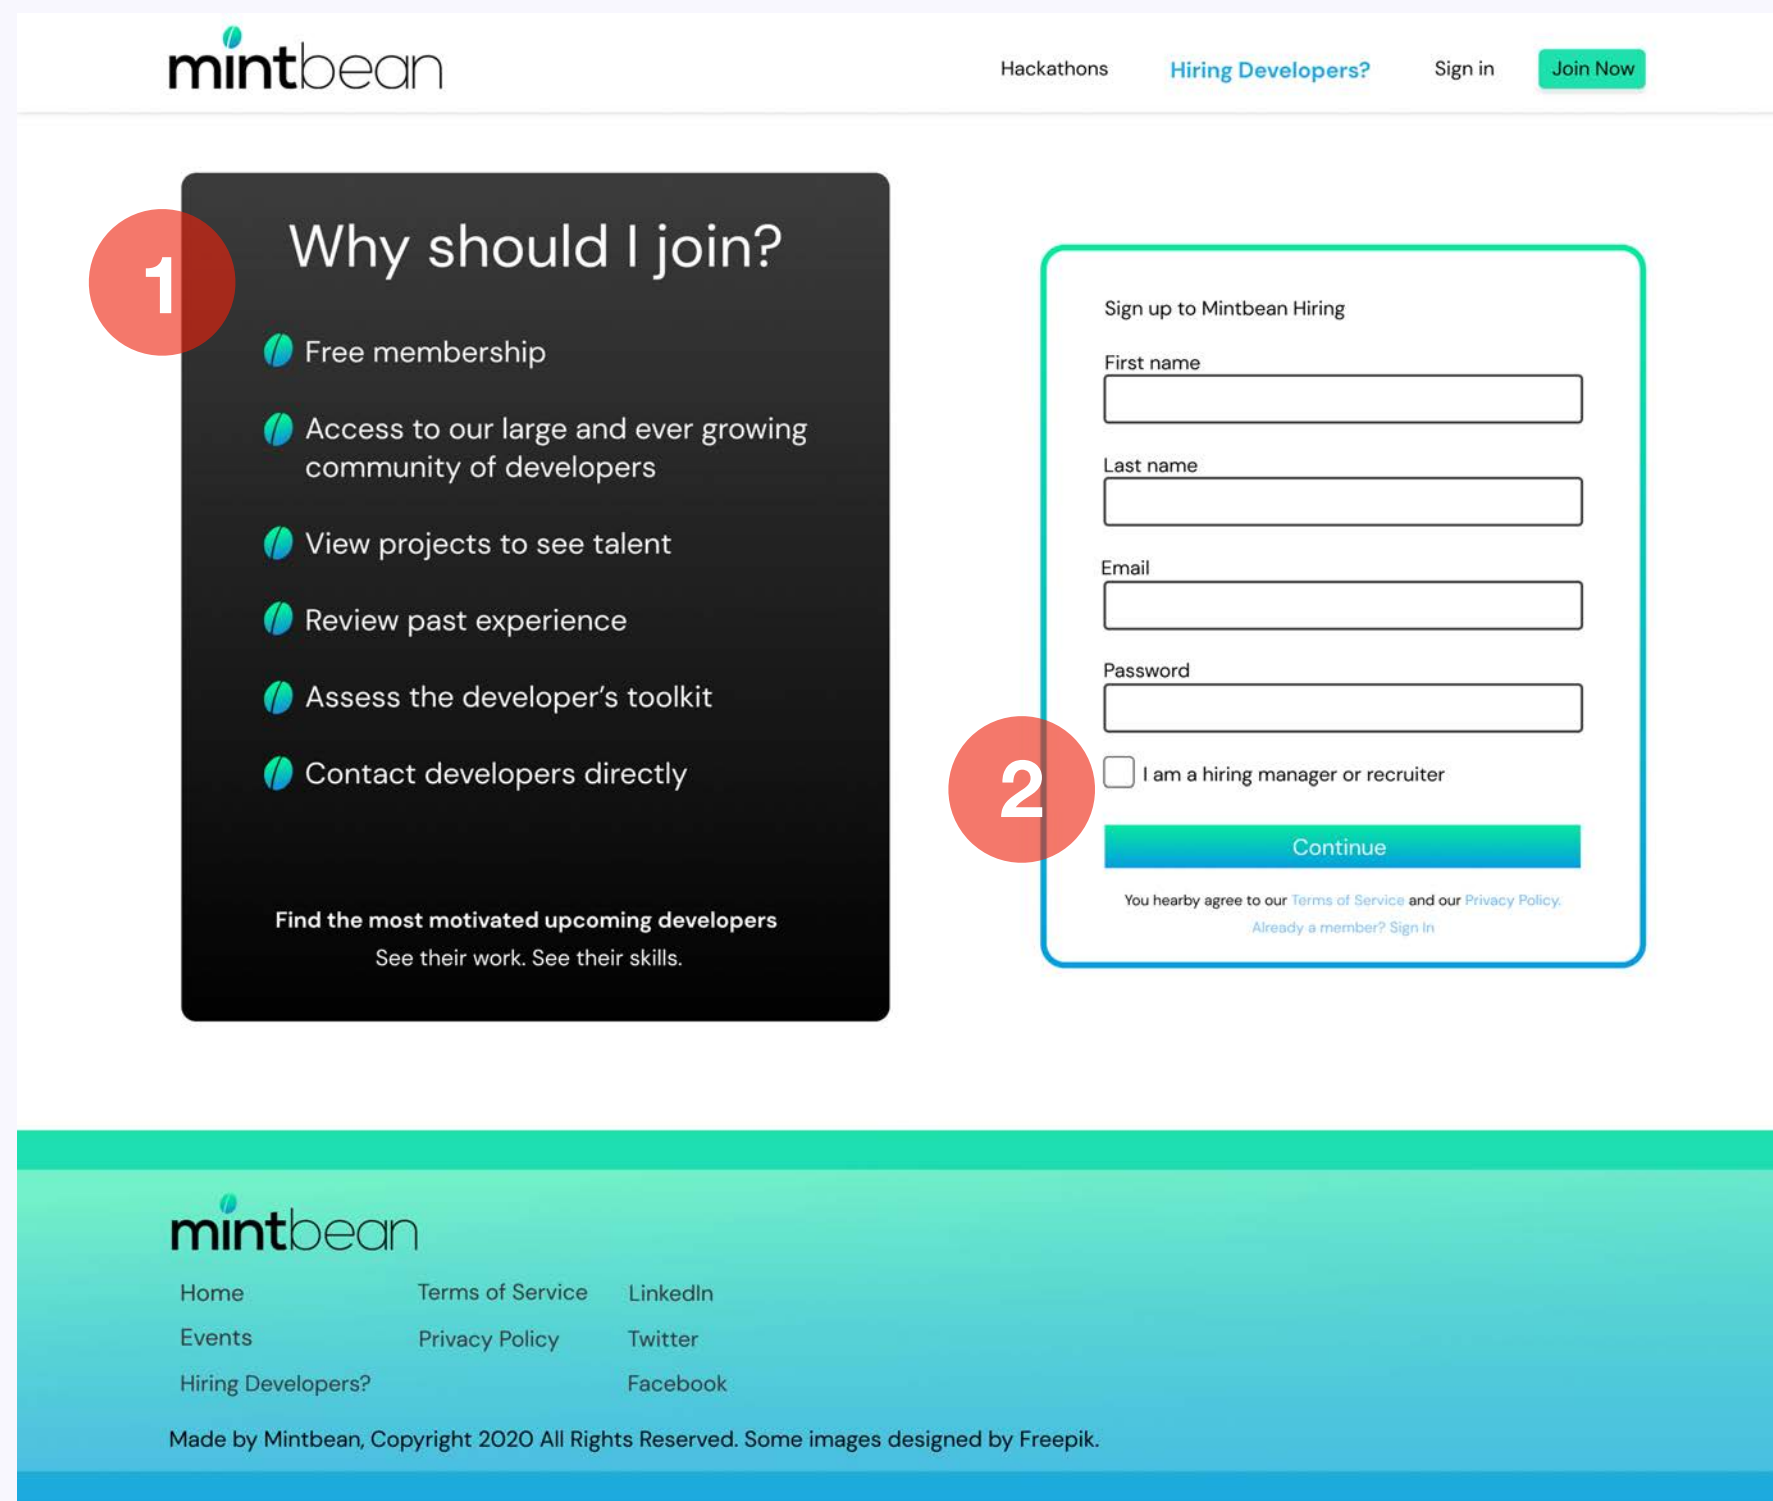 mintbean
Hackathons
Hiring Developers?
Sign in
Join Now
1
Why should I join?
Free membership
Access to our large and ever growing
community of developers
View projects to see talent
Review past experience
Assess the developer's toolkit
Contact developers directly
Find the most motivated upcoming developers
See their work. See their skills.
Sign up to Mintbean Hiring
First name
Last name
Email
Password
2
I am a hiring manager or recruiter
Continue
You hearby agree to our Terms of Service and our Privacy Policy.
Already a member? Sign In
mintbean
Home
Events
Hiring Developers?
Terms of Service
Privacy Policy
LinkedIn
Twitter
Facebook
Made by Mintbean, Copyright 2020 All Rights Reserved. Some images designed by Freepik.